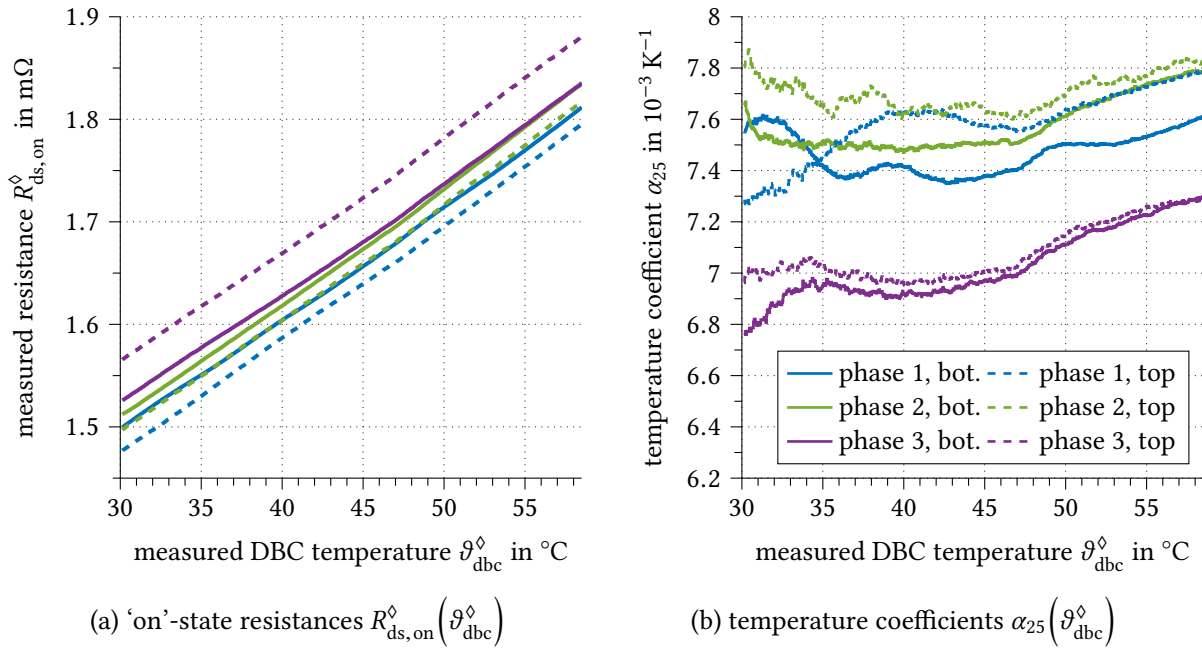 1.9
1.8
1.7
1.6
1.5
30 35 40 45 50 55
measured resistance R◊ds,on in mΩ
measured DBC temperature ϑ◊dbc in °C
(a) ‘on’-state resistances R◊ds,on(ϑ◊dbc)
8
7.8
7.6
7.4
7.2
7
6.8
6.6
6.4
6.2
30 35 40 45 50 55
temperature coefficient α25 in 10−3 K−1
phase 1, bot. phase 1, top
phase 2, bot. phase 2, top
phase 3, bot. phase 3, top
measured DBC temperature ϑ◊dbc in °C
(b) temperature coefficients α25(ϑ◊dbc)